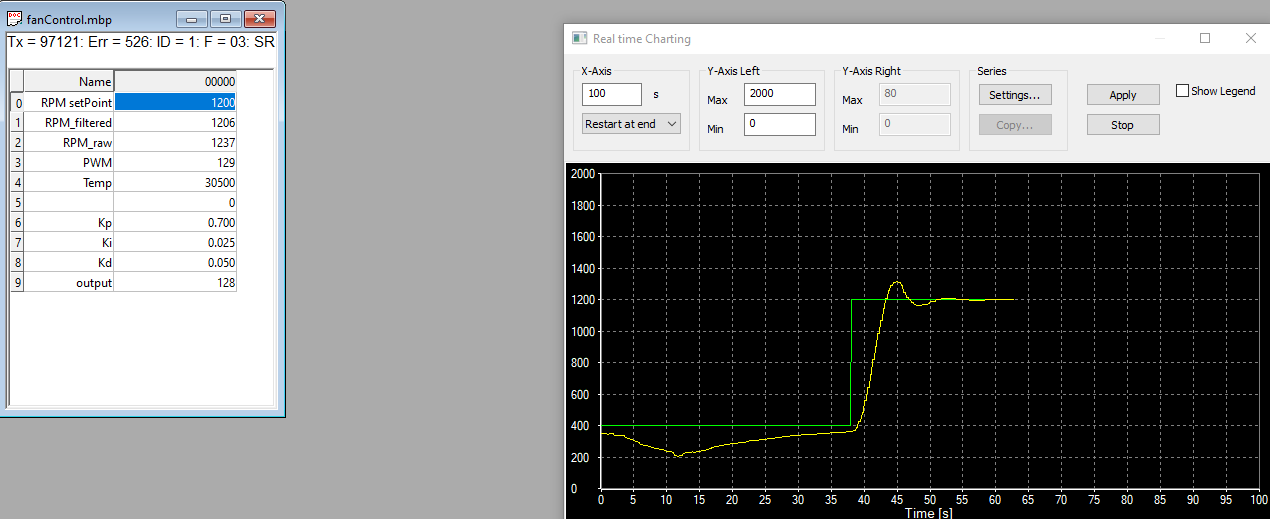 fanControl.mbp
Tx = 97121: Err = 526: ID = 1: F = 03: SR
Name 00000
0 RPM setPoint 1200
1 RPM_filtered 1206
2 RPM_raw 1237
3 PWM 129
4 Temp 30500
5 0
6 Kp 0.700
7 Ki 0.025
8 Kd 0.050
9 output 128
Real time Charting
X-Axis
100 s
Restart at end
Y-Axis Left
Max 2000
Min 0
Y-Axis Right
Max 80
Min 0
Series
Settings...
Copy...
Apply
Stop
Show Legend
2000
1800
1600
1400
1200
1000
800
600
400
200
0
0 5 10 15 20 25 30 35 40 45 50 55 60 65 70 75 80 85 90 95 100
Time [s]